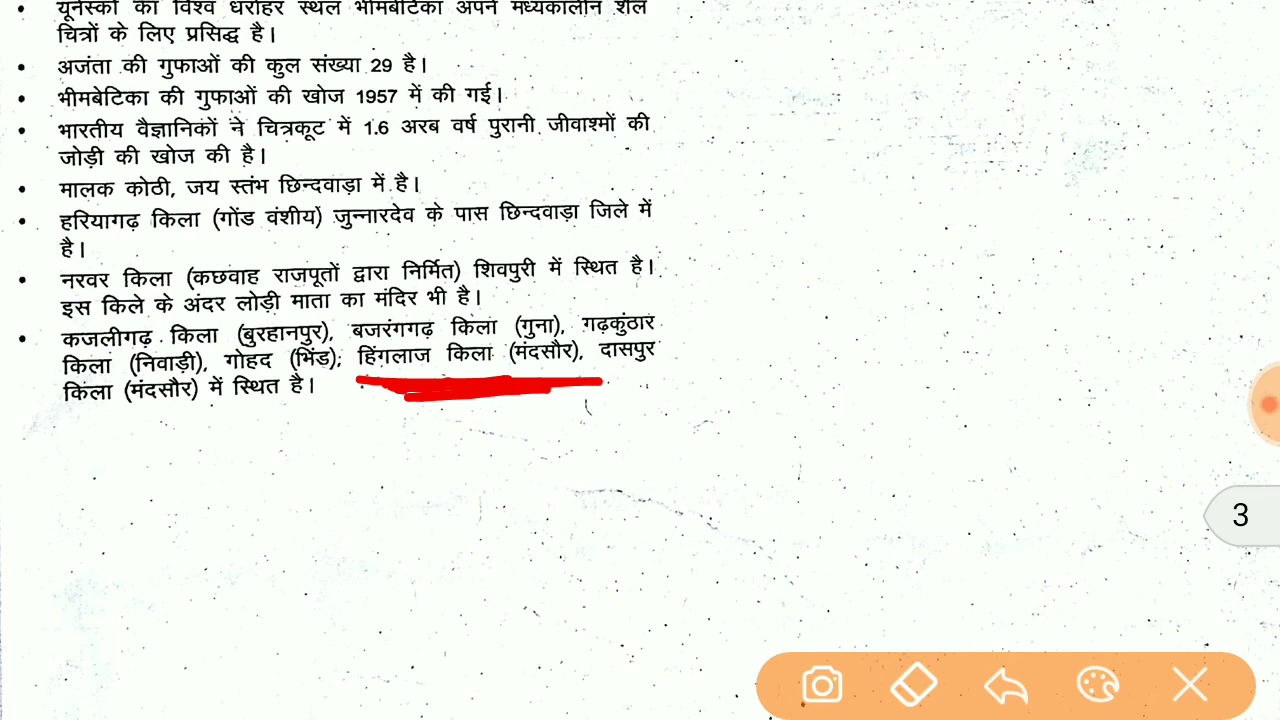 यूनेस्को का विश्व धरोहर स्थल भीमबेटिका अपने मध्यकालीन शैल
चित्रों के लिए प्रसिद्ध है।
अजंता की गुफाओं की कुल संख्या 29 है।
भीमबेटिका की गुफाओं की खोज 1957 में की गई।
भारतीय वैज्ञानिकों ने चित्रकूट में 1.6 अरब वर्ष पुरानी जीवाश्मों की
जोड़ी की खोज की है।
मालक कोठी, जय स्तंभ छिन्दवाड़ा में है।
हरियागढ़ किला (गोंड वंशीय) जुन्नारदेव के पास छिन्दवाड़ा जिले में
है।
नरवर किला (कछवाह राजपूतों द्वारा निर्मित) शिवपुरी में स्थित है।
इस किले के अंदर लोड़ी माता का मंदिर भी है।
कजलीगढ़ किला (बुरहानपुर), बजरंगगढ़ किला (गुना), गढ़कुंठार
किला (निवाड़ी), गोहद (भिंड), हिंगलाज किला (मंदसौर), दासपुर
किला (मंदसौर) में स्थित है।
3